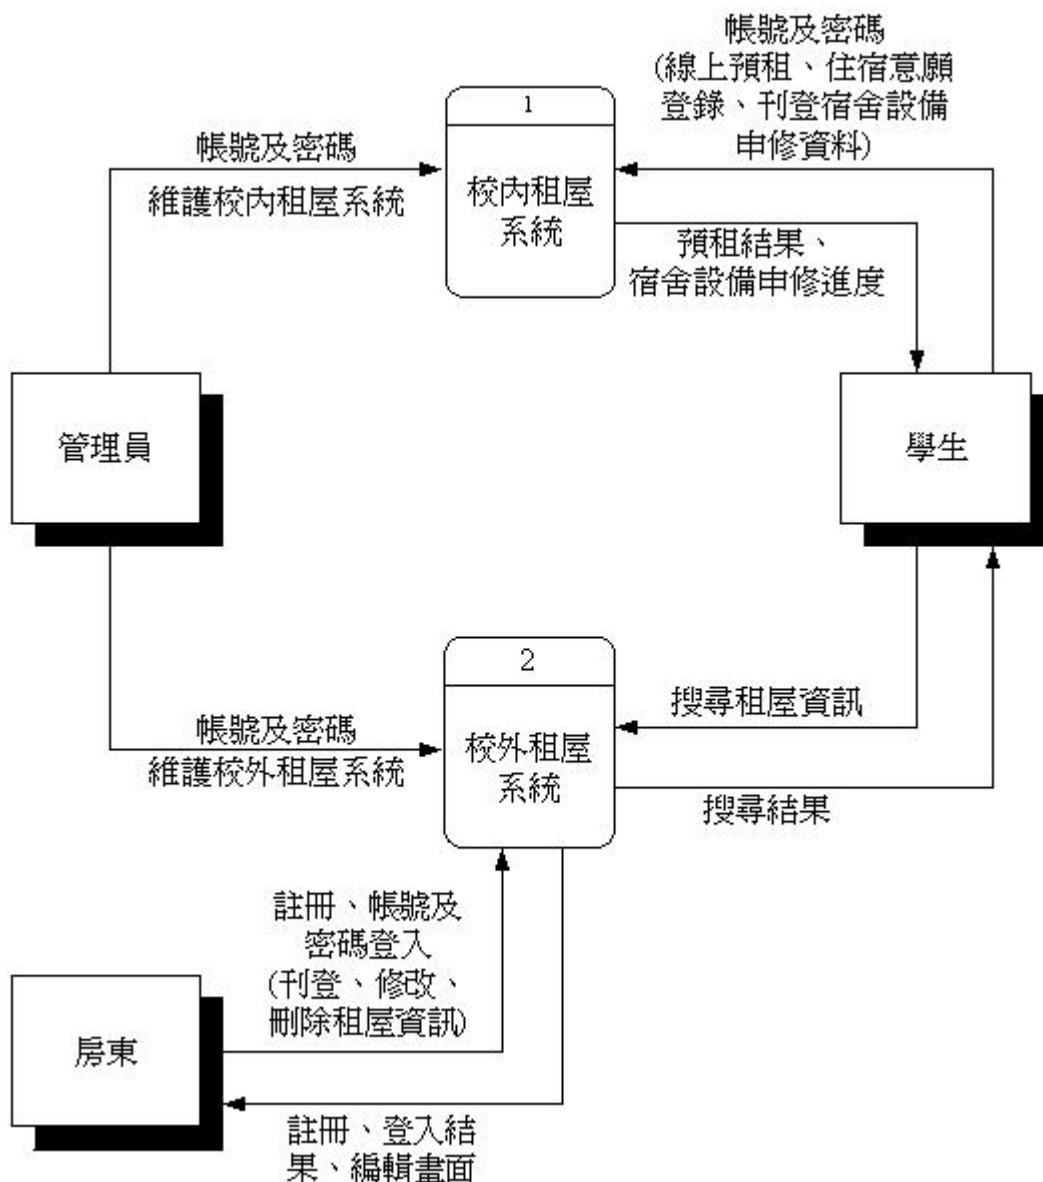 帳號及密碼
(線上預租、住宿意願
登錄、刊登宿舍設備
申修資料)
1
校內租屋
系統
帳號及密碼
維護校內租屋系統
預租結果、
宿舍設備申修進度
管理員
學生
2
校外租屋
系統
帳號及密碼
維護校外租屋系統
搜尋租屋資訊
搜尋結果
註冊、帳號及
密碼登入
(刊登、修改、
刪除租屋資訊)
房東
註冊、登入結
果、編輯畫面